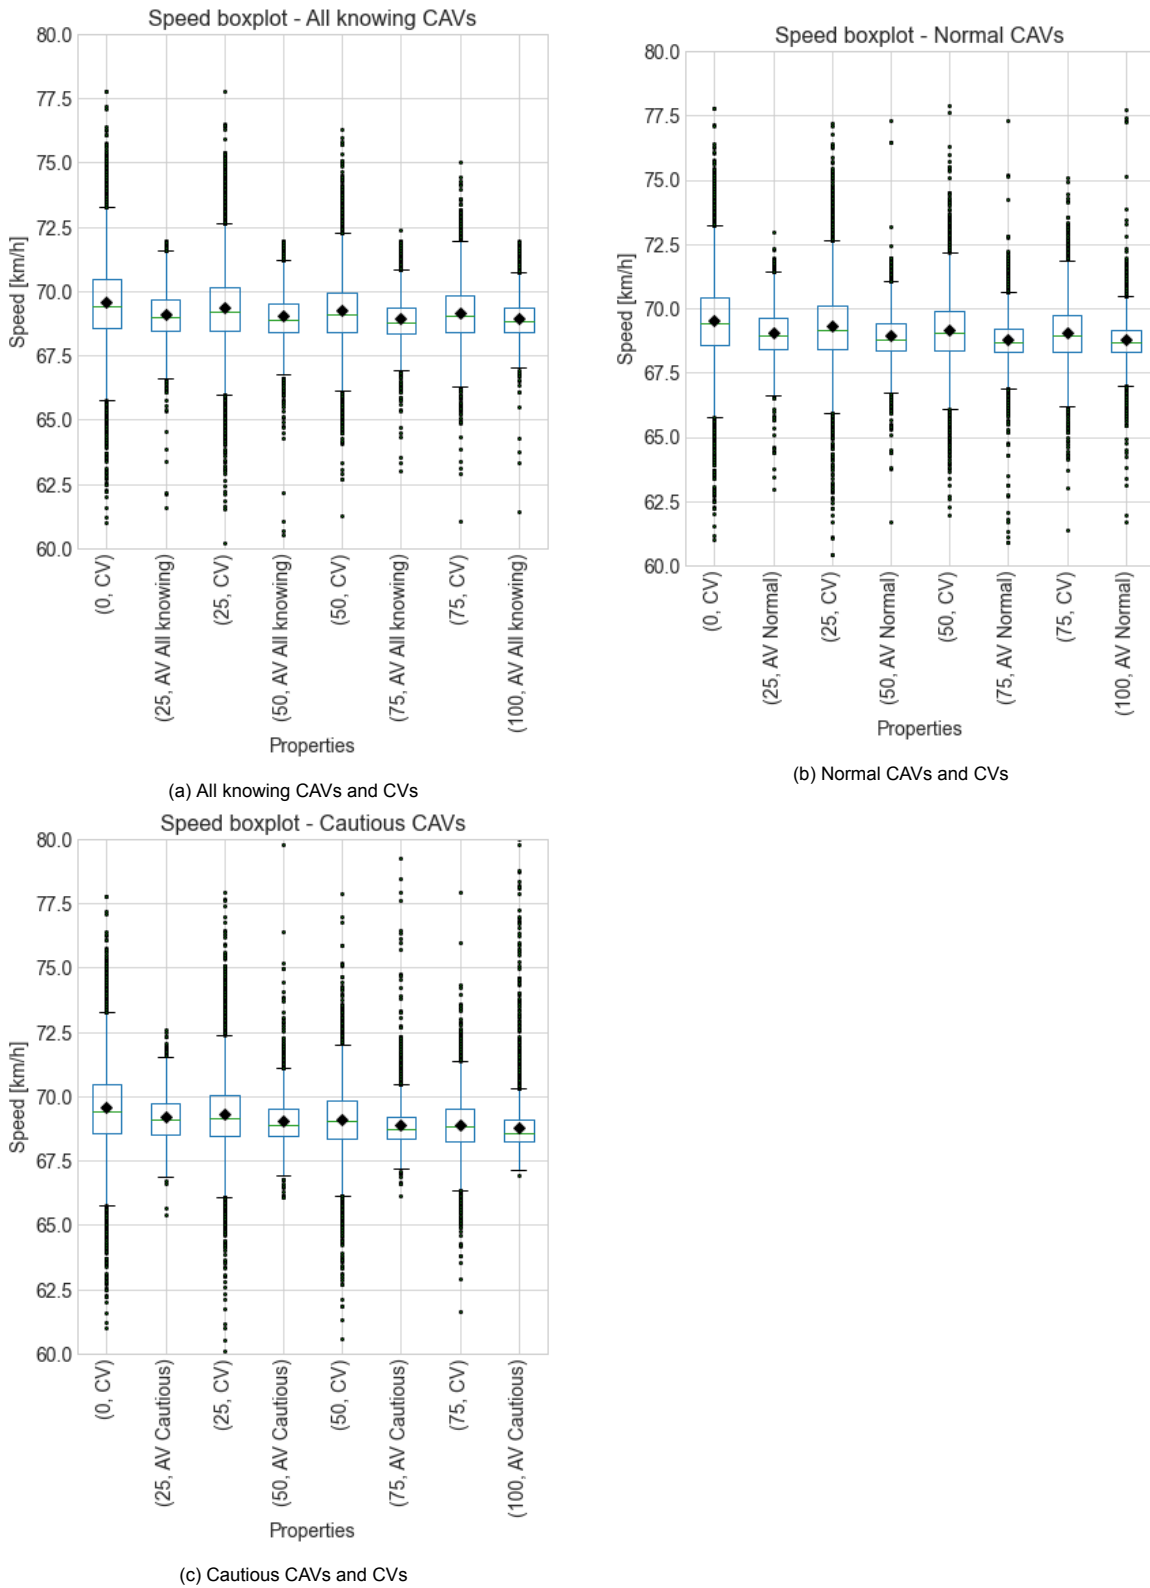 Speed boxplot - All knowing CAVs
80.0
77.5
75.0
72.5
70.0
67.5
65.0
62.5
60.0
Speed [km/h]
(0, CV)
(25, AV All knowing)
(25, CV)
(50, AV All knowing)
(50, CV)
(75, AV All knowing)
(75, CV)
(100, AV All knowing)
Properties
(a) All knowing CAVs and CVs
Speed boxplot - Normal CAVs
80.0
77.5
75.0
72.5
70.0
67.5
65.0
62.5
60.0
Speed [km/h]
(0, CV)
(25, AV Normal)
(25, CV)
(50, AV Normal)
(50, CV)
(75, AV Normal)
(75, CV)
(100, AV Normal)
Properties
(b) Normal CAVs and CVs
Speed boxplot - Cautious CAVs
80.0
77.5
75.0
72.5
70.0
67.5
65.0
62.5
60.0
Speed [km/h]
(0, CV)
(25, AV Cautious)
(25, CV)
(50, AV Cautious)
(50, CV)
(75, AV Cautious)
(75, CV)
(100, AV Cautious)
Properties
(c) Cautious CAVs and CVs